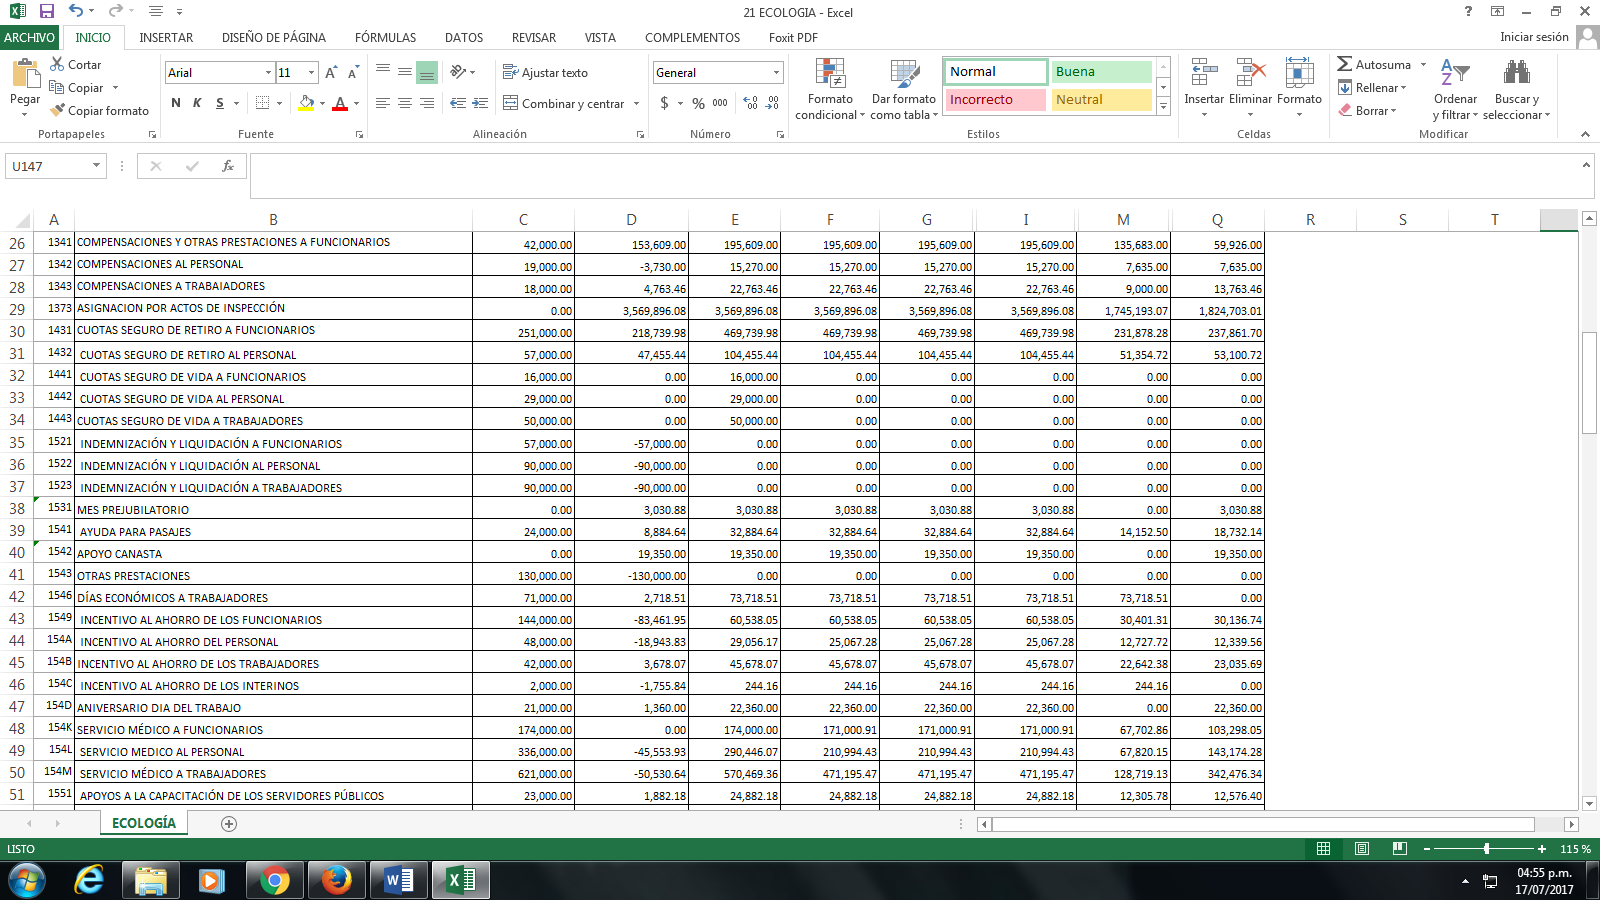 21 ECOLOGIA - Excel
?
ARCHIVO INICIO INSERTAR DISEÑO DE PÁGINA FÓRMULAS DATOS REVISAR VISTA COMPLEMENTOS Foxit PDF Iniciar sesión
Pegar
Cortar
Copiar
Copiar formato
Portapapeles
Arial 11
N K S
Fuente
Ajustar texto
Combinar y centrar
Alineación
General
$ % 000
Número
Formato condicional
Dar formato como tabla
Normal Buena
Incorrecto Neutral
Estilos
Insertar Eliminar Formato
Celdas
Autosuma
Rellenar
Borrar
Ordenar y filtrar
Buscar y seleccionar
Modificar
U147 fx
A B C D E F G I M Q R S T
26 1341 COMPENSACIONES Y OTRAS PRESTACIONES A FUNCIONARIOS 42,000.00 153,609.00 195,609.00 195,609.00 195,609.00 195,609.00 135,683.00 59,926.00
27 1342 COMPENSACIONES AL PERSONAL 19,000.00 -3,730.00 15,270.00 15,270.00 15,270.00 15,270.00 7,635.00 7,635.00
28 1343 COMPENSACIONES A TRABAJADORES 18,000.00 4,763.46 22,763.46 22,763.46 22,763.46 22,763.46 9,000.00 13,763.46
29 1373 ASIGNACION POR ACTOS DE INSPECCIÓN 0.00 3,569,896.08 3,569,896.08 3,569,896.08 3,569,896.08 3,569,896.08 1,745,193.07 1,824,703.01
30 1431 CUOTAS SEGURO DE RETIRO A FUNCIONARIOS 251,000.00 218,739.98 469,739.98 469,739.98 469,739.98 469,739.98 231,878.28 237,861.70
31 1432 CUOTAS SEGURO DE RETIRO AL PERSONAL 57,000.00 47,455.44 104,455.44 104,455.44 104,455.44 104,455.44 51,354.72 53,100.72
32 1441 CUOTAS SEGURO DE VIDA A FUNCIONARIOS 16,000.00 0.00 16,000.00 0.00 0.00 0.00 0.00 0.00
33 1442 CUOTAS SEGURO DE VIDA AL PERSONAL 29,000.00 0.00 29,000.00 0.00 0.00 0.00 0.00 0.00
34 1443 CUOTAS SEGURO DE VIDA A TRABAJADORES 50,000.00 0.00 50,000.00 0.00 0.00 0.00 0.00 0.00
35 1521 INDEMNIZACIÓN Y LIQUIDACIÓN A FUNCIONARIOS 57,000.00 -57,000.00 0.00 0.00 0.00 0.00 0.00 0.00
36 1522 INDEMNIZACIÓN Y LIQUIDACIÓN AL PERSONAL 90,000.00 -90,000.00 0.00 0.00 0.00 0.00 0.00 0.00
37 1523 INDEMNIZACIÓN Y LIQUIDACIÓN A TRABAJADORES 90,000.00 -90,000.00 0.00 0.00 0.00 0.00 0.00 0.00
38 1531 MES PREJUBILATORIO 0.00 3,030.88 3,030.88 3,030.88 3,030.88 3,030.88 0.00 3,030.88
39 1541 AYUDA PARA PASAJES 24,000.00 8,884.64 32,884.64 32,884.64 32,884.64 32,884.64 14,152.50 18,732.14
40 1542 APOYO CANASTA 0.00 19,350.00 19,350.00 19,350.00 19,350.00 19,350.00 0.00 19,350.00
41 1543 OTRAS PRESTACIONES 130,000.00 -130,000.00 0.00 0.00 0.00 0.00 0.00 0.00
42 1546 DÍAS ECONÓMICOS A TRABAJADORES 71,000.00 2,718.51 73,718.51 73,718.51 73,718.51 73,718.51 73,718.51 0.00
43 1549 INCENTIVO AL AHORRO DE LOS FUNCIONARIOS 144,000.00 -83,461.95 60,538.05 60,538.05 60,538.05 60,538.05 30,401.31 30,136.74
44 154A INCENTIVO AL AHORRO DEL PERSONAL 48,000.00 -18,943.83 29,056.17 25,067.28 25,067.28 25,067.28 12,727.72 12,339.56
45 154B INCENTIVO AL AHORRO DE LOS TRABAJADORES 42,000.00 3,678.07 45,678.07 45,678.07 45,678.07 45,678.07 22,642.38 23,035.69
46 154C INCENTIVO AL AHORRO DE LOS INTERINOS 2,000.00 -1,755.84 244.16 244.16 244.16 244.16 244.16 0.00
47 154D ANIVERSARIO DIA DEL TRABAJO 21,000.00 1,360.00 22,360.00 22,360.00 22,360.00 22,360.00 0.00 22,360.00
48 154K SERVICIO MÉDICO A FUNCIONARIOS 174,000.00 0.00 174,000.00 171,000.91 171,000.91 171,000.91 67,702.86 103,298.05
49 154L SERVICIO MEDICO AL PERSONAL 336,000.00 -45,553.93 290,446.07 210,994.43 210,994.43 210,994.43 67,820.15 143,174.28
50 154M SERVICIO MÉDICO A TRABAJADORES 621,000.00 -50,530.64 570,469.36 471,195.47 471,195.47 471,195.47 128,719.13 342,476.34
51 1551 APOYOS A LA CAPACITACIÓN DE LOS SERVIDORES PÚBLICOS 23,000.00 1,882.18 24,882.18 24,882.18 24,882.18 24,882.18 12,305.78 12,576.40
ECOLOGÍA
LISTO 115 %
04:55 p.m.
17/07/2017